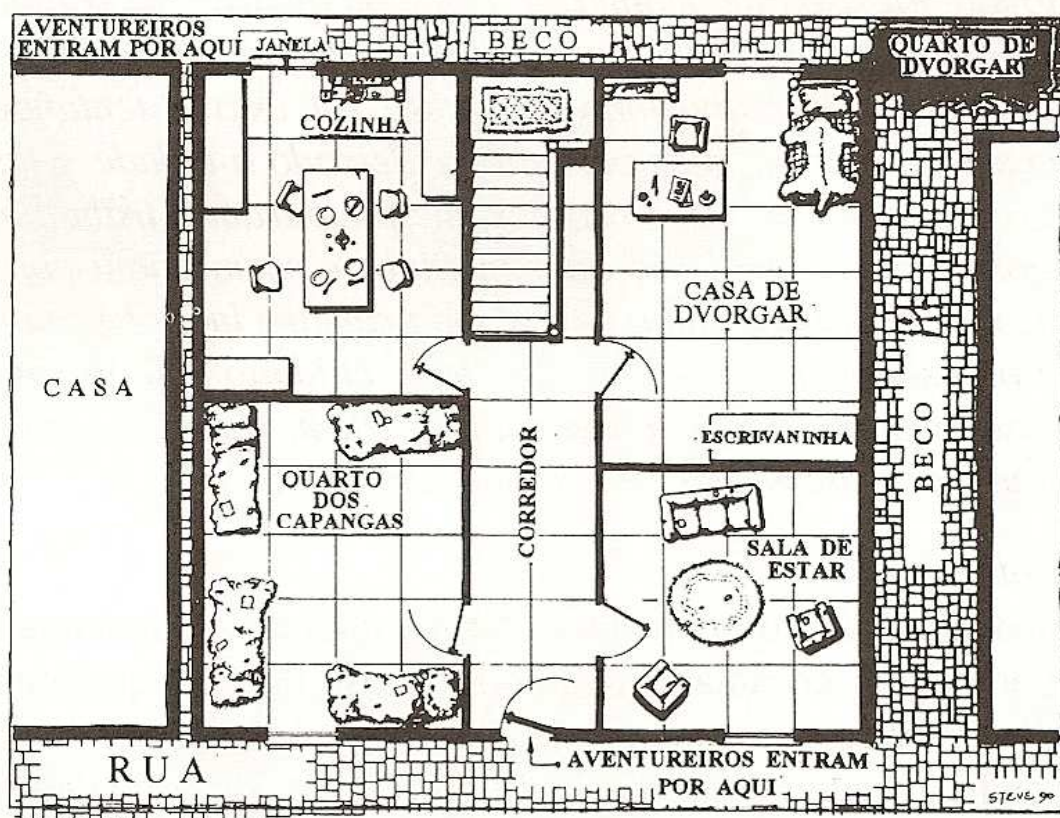 AVENTUREIROS
ENTRAM POR AQUI
JANELA
BECO
QUARTO DE
DVORGAR
COZINHA
CASA DE
DVORGAR
CASA
ESCRIVANINHA
QUARTO
DOS
CAPANGAS
CORREDOR
BECO
SALA DE
ESTAR
RUA
AVENTUREIROS ENTRAM
POR AQUI
STEVE 90